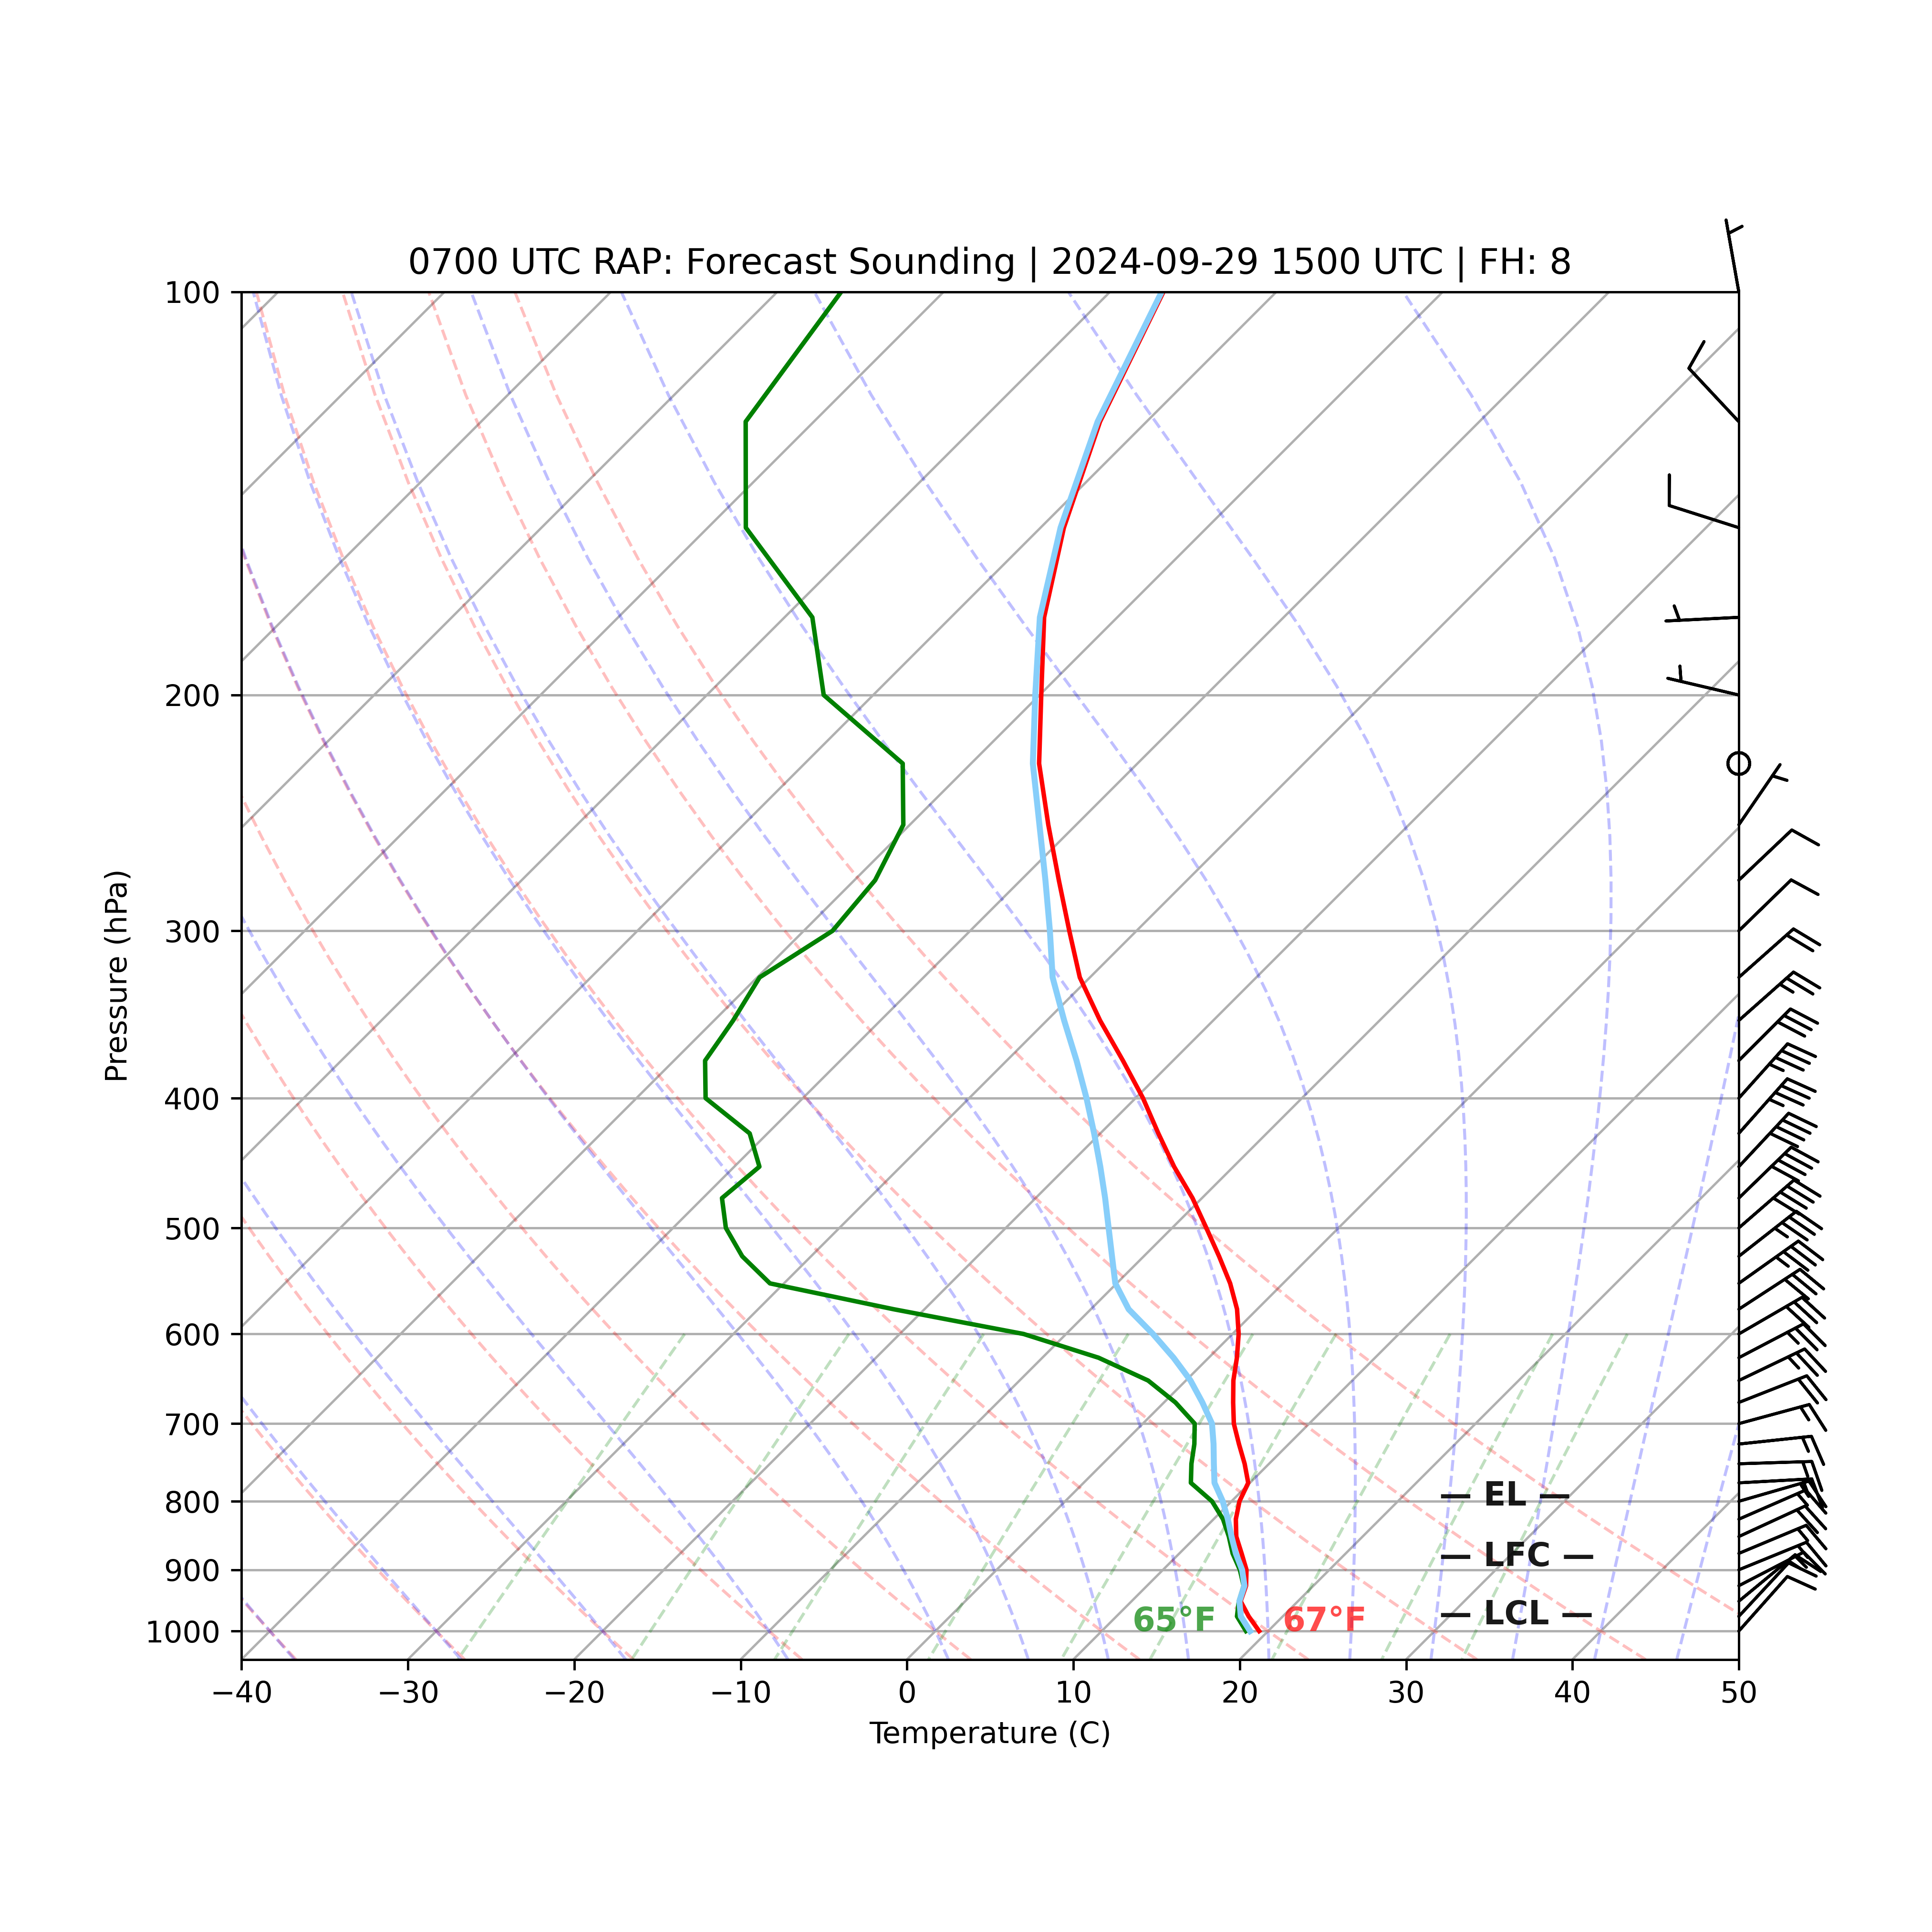 0700 UTC RAP: Forecast Sounding | 2024-09-29 1500 UTC | FH: 8
100
200
300
400
500
600
700
800
900
1000
Pressure (hPa)
— EL —
— LFC —
— LCL —
65°F 67°F
−40 −30 −20 −10 0 10 20 30 40 50
Temperature (C)